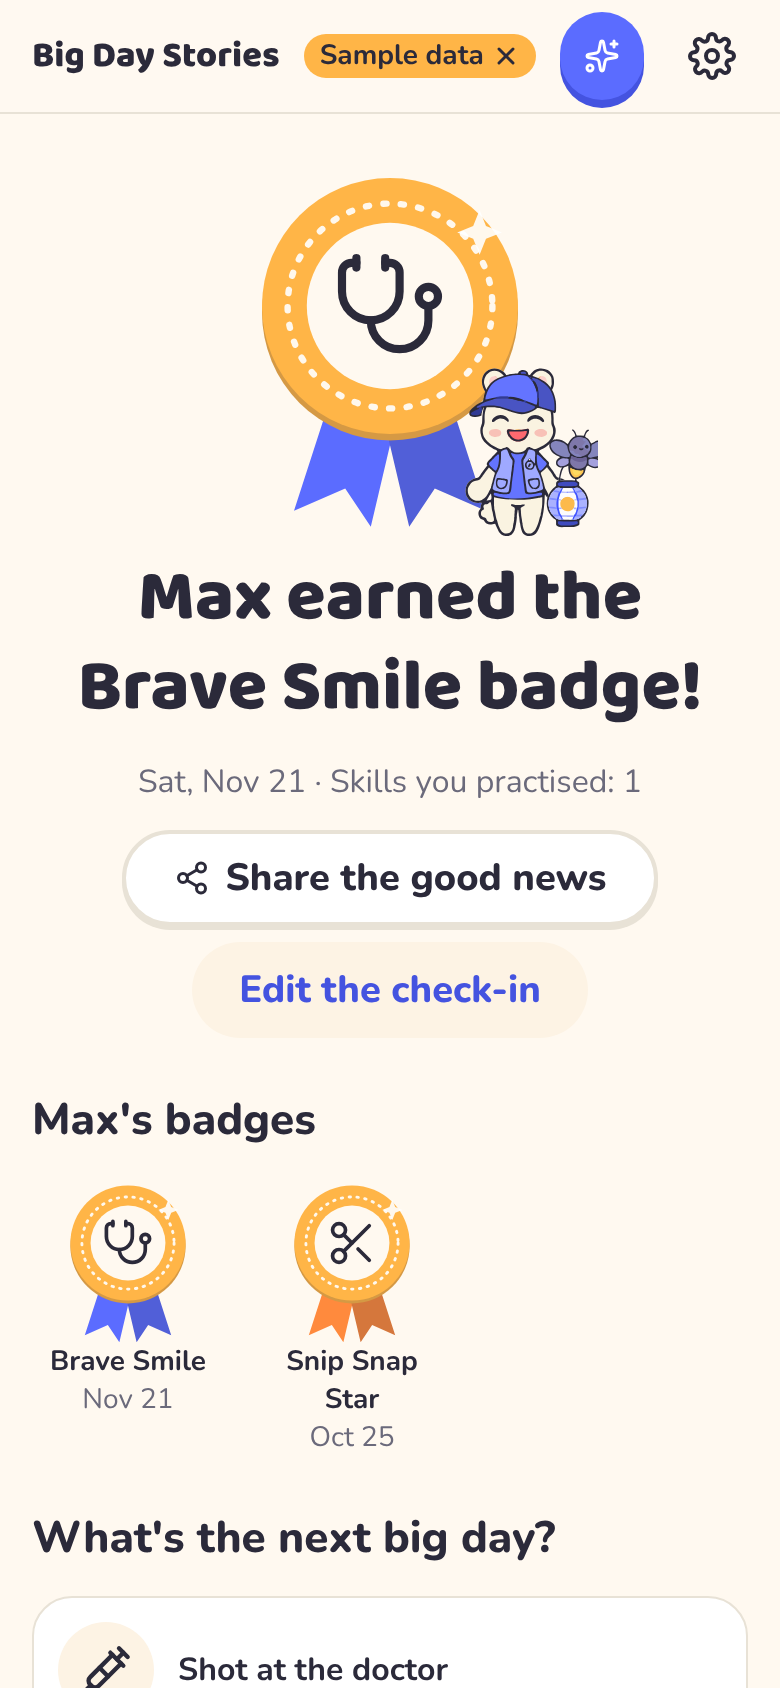 Big Day Stories
Sample data
Max earned the
Brave Smile badge!
Sat, Nov 21 · Skills you practised: 1
Share the good news
Edit the check-in
Max's badges
Brave Smile
Nov 21
Snip Snap
Star
Oct 25
What's the next big day?
Shot at the doctor